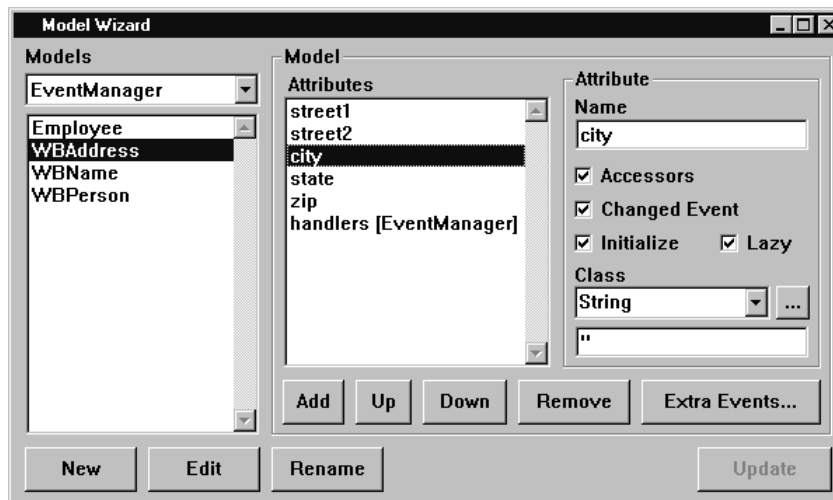 Model Wizard
Models
EventManager
Employee
WBAddress
WBName
WBPerson
Model
Attributes
street1
street2
city
state
zip
handlers [EventManager]
Attribute
Name
city
Accessors
Changed Event
Initialize Lazy
Class
String ...
''
Add Up Down Remove Extra Events...
New Edit Rename Update